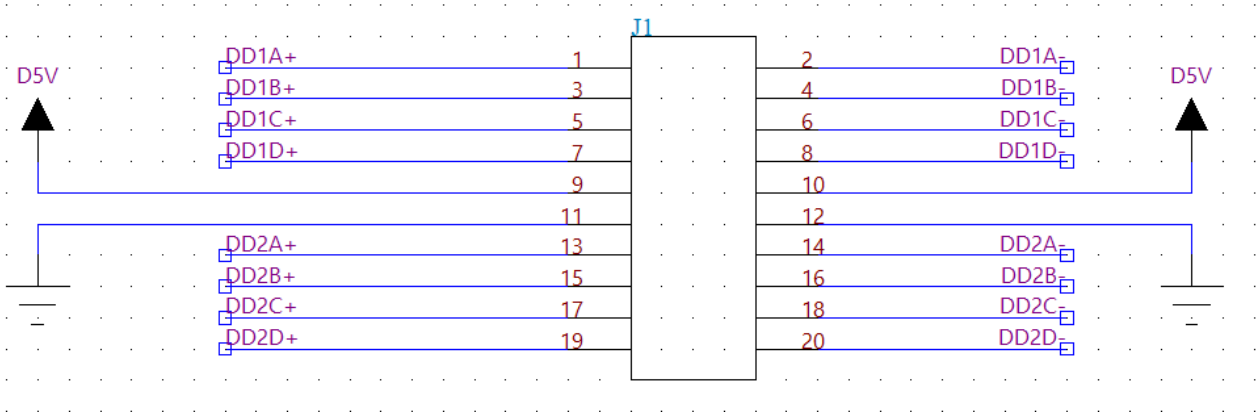 J1
DD1A+ 1 2 DD1A-
D5V D5V
DD1B+ 3 4 DD1B-
DD1C+ 5 6 DD1C-
DD1D+ 7 8 DD1D-
9 10
11 12
DD2A+ 13 14 DD2A-
DD2B+ 15 16 DD2B-
DD2C+ 17 18 DD2C-
DD2D+ 19 20 DD2D-